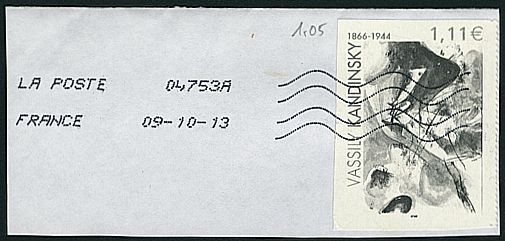 1.05
LA POSTE 04753A
FRANCE 09-10-13
1866-1944 1,11€
VASSILY KANDINSKY